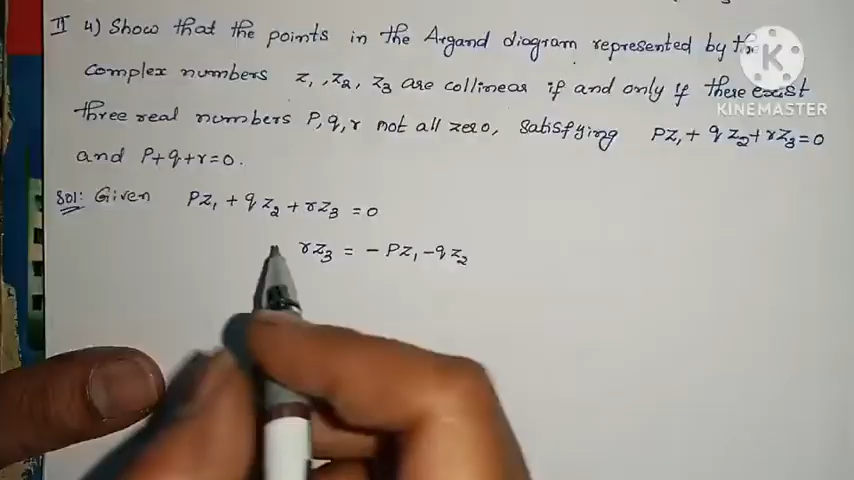 II 4) Show that the points in the Argand diagram represented by the
complex numbers z₁, z₂, z₃ are collinear if and only if there exist
three real numbers P, q, r not all zero, satisfying Pz₁ + qz₂ + rz₃ = 0
and P+q+r=0.
Sol: Given Pz₁ + qz₂ + rz₃ = 0
rz₃ = -Pz₁ - qz₂
K
KINEMASTER